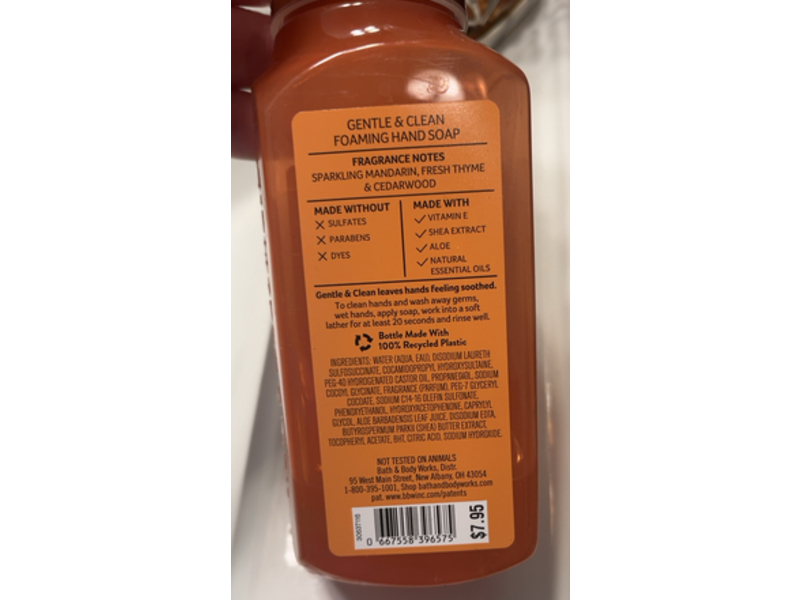 GENTLE & CLEAN
FOAMING HAND SOAP
FRAGRANCE NOTES
SPARKLING MANDARIN, FRESH THYME
& CEDARWOOD
MADE WITHOUT
SULFATES
PARABENS
DYES
MADE WITH
VITAMIN E
SHEA EXTRACT
ALOE
NATURAL
ESSENTIAL OILS
Gentle & Clean leaves hands feeling soothed.
To clean hands and wash away germs,
wet hands, apply soap, work into a soft
lather for at least 20 seconds and rinse well.
Bottle Made With
100% Recycled Plastic
INGREDIENTS: WATER (AQUA, EAU), DISODIUM LAURETH
SULFOSUCCINATE, COCAMIDOPROPYL HYDROXYSULTAINE,
PEG-40 HYDROGENATED CASTOR OIL, PROPANEDIOL, SODIUM
COCOYL GLYCINATE, FRAGRANCE (PARFUM), PEG-7 GLYCERYL
COCOATE, SODIUM C14-16 OLEFIN SULFONATE,
PHENOXYETHANOL, HYDROXYACETOPHENONE, CAPRYLYL
GLYCOL, ALOE BARBADENSIS LEAF JUICE, DISODIUM EDTA,
BUTYROSPERMUM PARKII (SHEA) BUTTER EXTRACT,
TOCOPHERYL ACETATE, BHT, CITRIC ACID, SODIUM HYDROXIDE.
NOT TESTED ON ANIMALS
Bath & Body Works, Distr.
95 West Main Street, New Albany, OH 43054
1-800-395-1001, Shop bathandbodyworks.com
pat. www.bbwinc.com/patents
0 667558 396575
$7.95